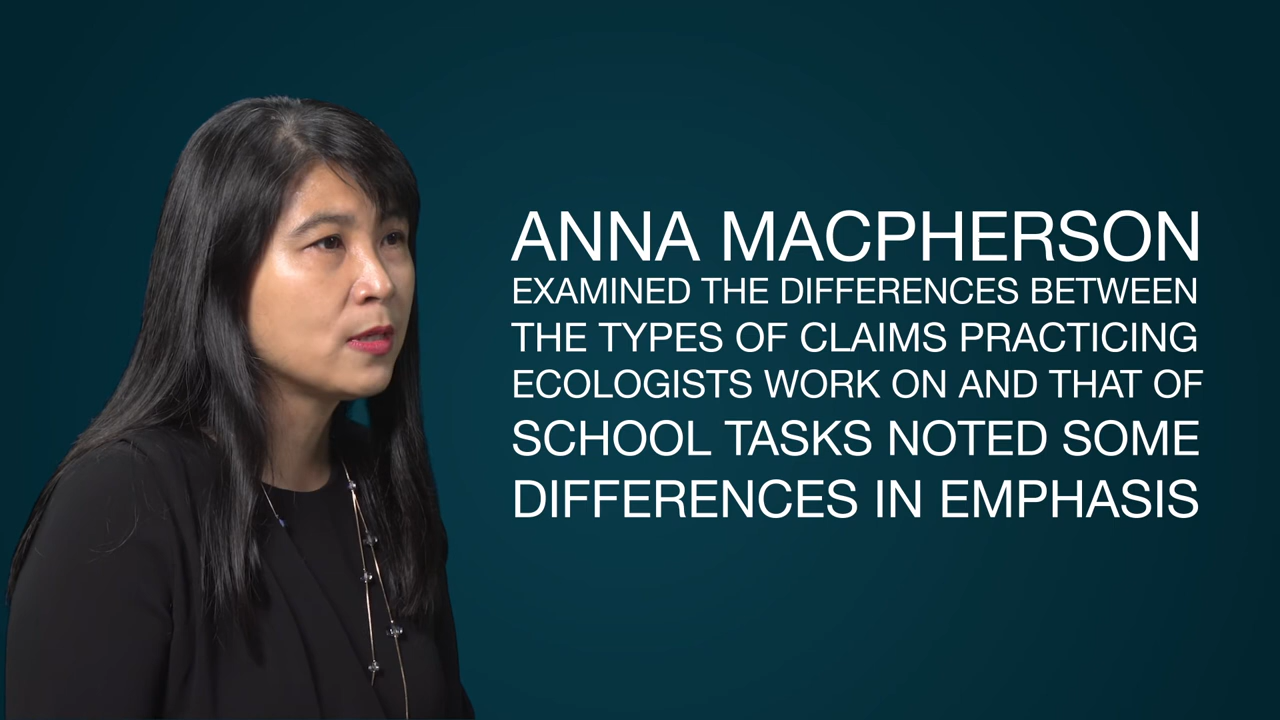 ANNA MACPHERSON
EXAMINED THE DIFFERENCES BETWEEN
THE TYPES OF CLAIMS PRACTICING
ECOLOGISTS WORK ON AND THAT OF
SCHOOL TASKS NOTED SOME
DIFFERENCES IN EMPHASIS